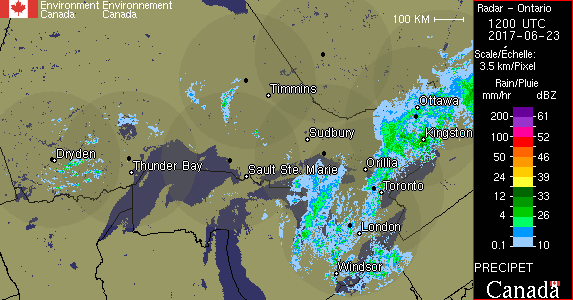 Environment Environnement
Canada Canada
100 KM
Timmins
Ottawa
Sudbury
Kingston
Dryden
Thunder Bay
Sault Ste. Marie
Orillia
Toronto
London
Windsor
Radar - Ontario
1200 UTC
2017-06-23
Scale/Échelle:
3.5 km/Pixel
Rain/Pluie
mm/hr dBZ
200 61
100 52
50 46
24 39
12 33
4 26
0.1 10
PRECIPET
Canada